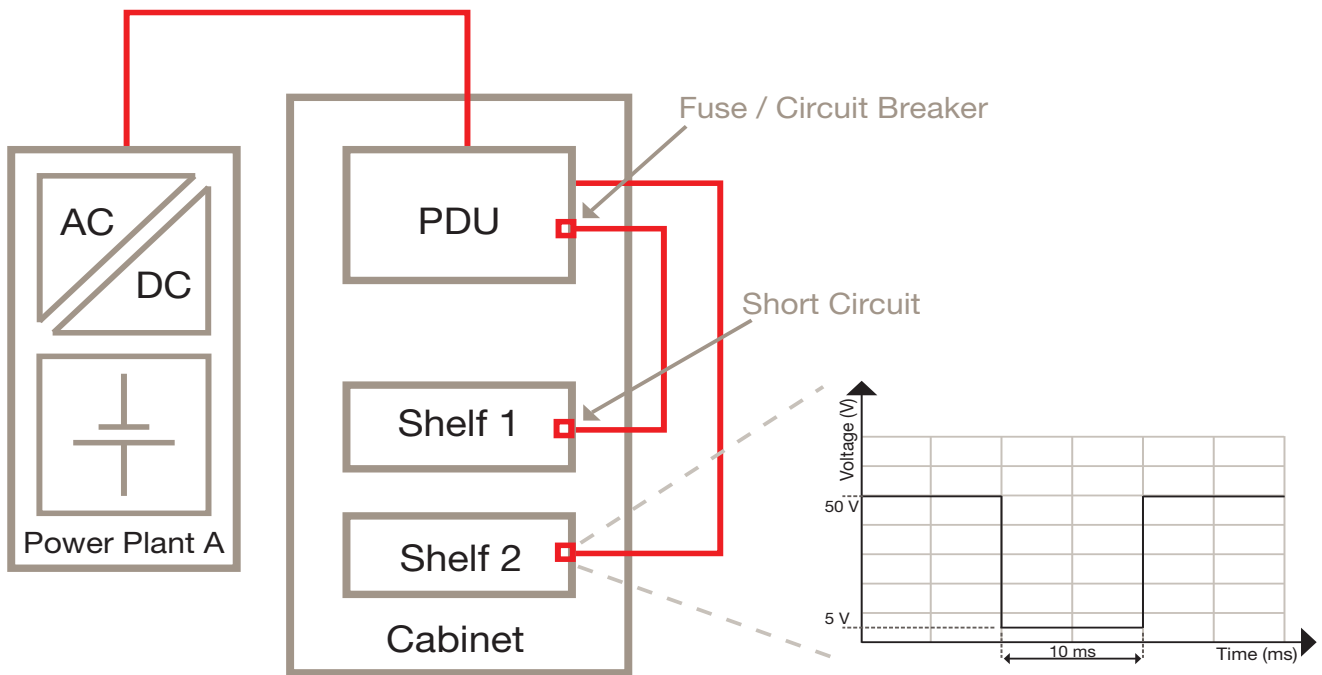 Fuse / Circuit Breaker
AC
DC
PDU
Short Circuit
Shelf 1
Voltage (V)
50 V
Power Plant A
Shelf 2
5 V
Cabinet
10 ms
Time (ms)